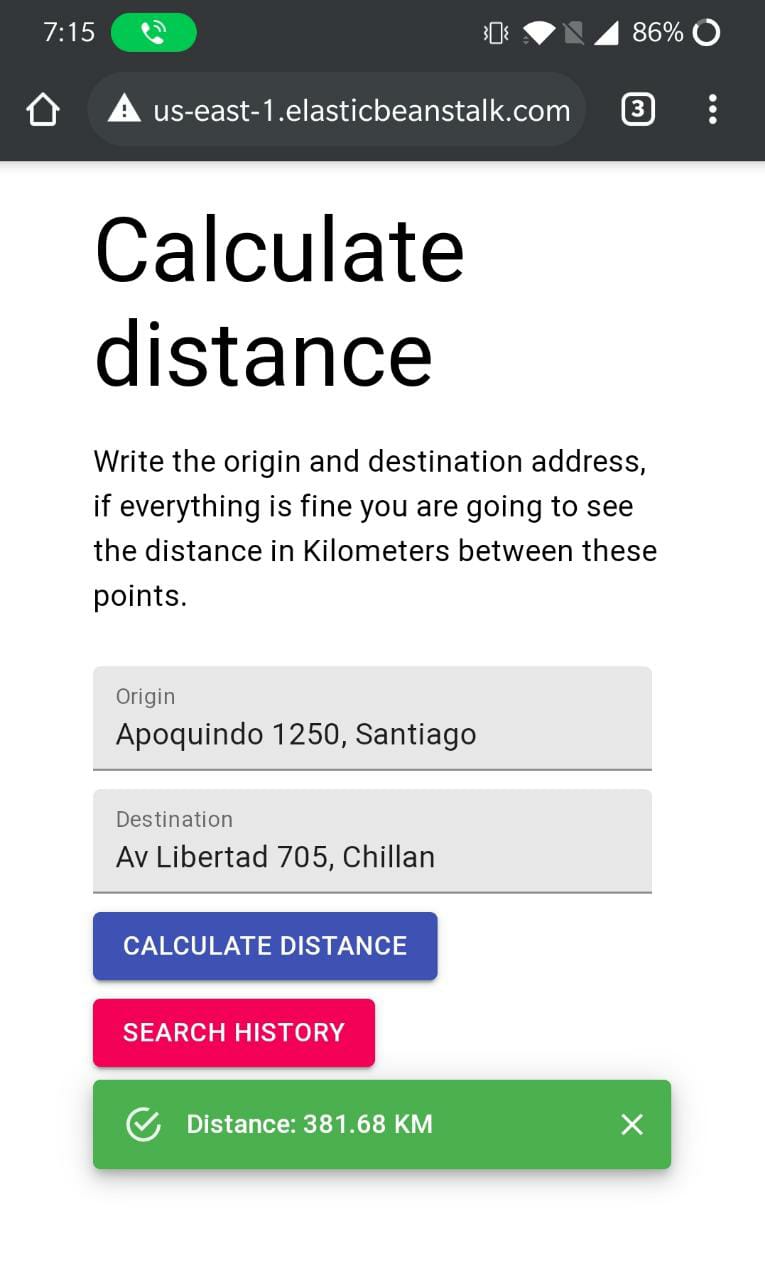 7:15
86%
us-east-1.elasticbeanstalk.com
3
Calculate
distance
Write the origin and destination address,
if everything is fine you are going to see
the distance in Kilometers between these
points.
Origin
Apoquindo 1250, Santiago
Destination
Av Libertad 705, Chillan
CALCULATE DISTANCE
SEARCH HISTORY
Distance: 381.68 KM